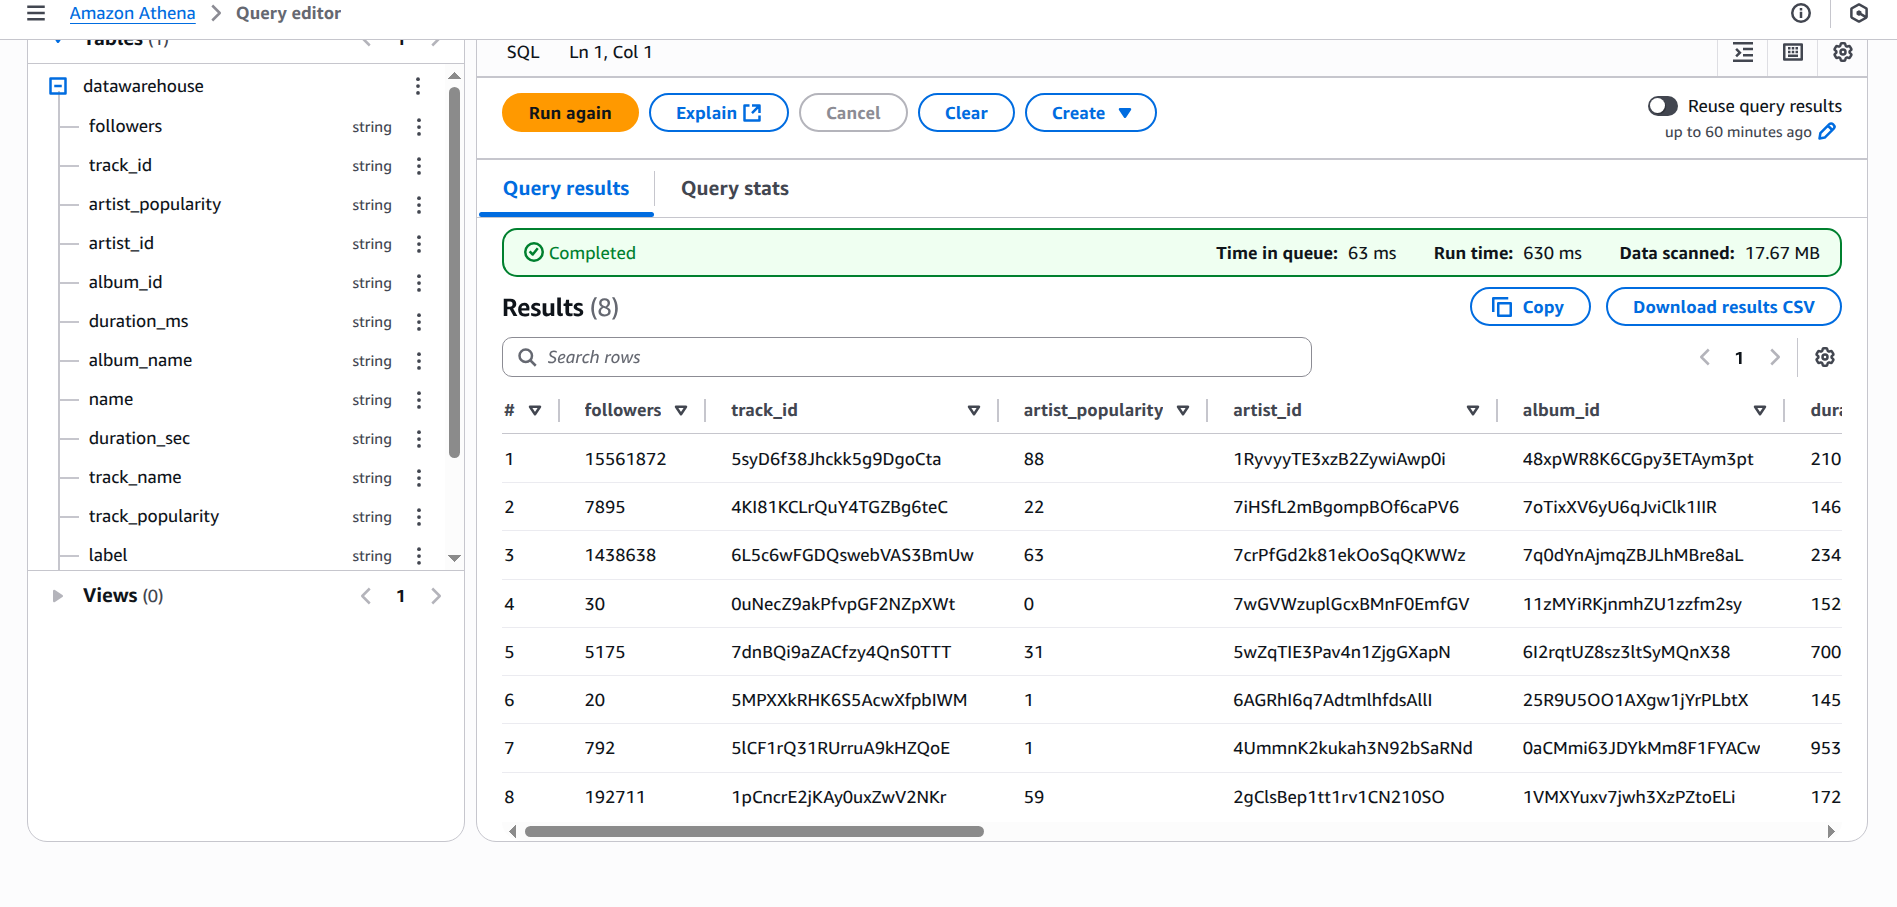 Amazon Athena > Query editor
Tables (1) < 1 >
datawarehouse
followers string
track_id string
artist_popularity string
artist_id string
album_id string
duration_ms string
album_name string
name string
duration_sec string
track_name string
track_popularity string
label string
Views (0) < 1 >
SQL Ln 1, Col 1
Run again Explain Cancel Clear Create
Reuse query results
up to 60 minutes ago
Query results Query stats
Completed Time in queue: 63 ms Run time: 630 ms Data scanned: 17.67 MB
Results (8) Copy Download results CSV
Search rows < 1 >
# followers track_id artist_popularity artist_id album_id dura
1 15561872 5syD6f38Jhckk5g9DgoCta 88 1RyvyyTE3xzB2ZywiAwp0i 48xpWR8K6CGpy3ETAym3pt 210
2 7895 4KI81KCLrQuY4TGZBg6teC 22 7iHSfL2mBgompBOf6caPV6 7oTixXV6yU6qJviClk1IIR 146
3 1438638 6L5c6wFGDQswebVAS3BmUw 63 7crPfGd2k81ekOoSqQKWWz 7q0dYnAjmqZBJLhMBre8aL 234
4 30 0uNecZ9akPfvpGF2NZpXWt 0 7wGVWzuplGcxBMnF0EmfGV 11zMYiRKjnmhZU1zzfm2sy 152
5 5175 7dnBQi9aZACfzy4QnS0TTT 31 5wZqTIE3Pav4n1ZjgGXapN 6I2rqtUZ8sz3ltSyMQnX38 700
6 20 5MPXXkRHK6S5AcwXfpbIWM 1 6AGRhI6q7AdtmlhfdsAllI 25R9U5OO1AXgw1jYrPLbtX 145
7 792 5lCF1rQ31RUrruA9kHZQoE 1 4UmmnK2kukah3N92bSaRNd 0aCMmi63JDYkMm8F1FYACw 953
8 192711 1pCncrE2jKAy0uxZwV2NKr 59 2gClsBep1tt1rv1CN210SO 1VMXYuxv7jwh3XzPZtoELi 172